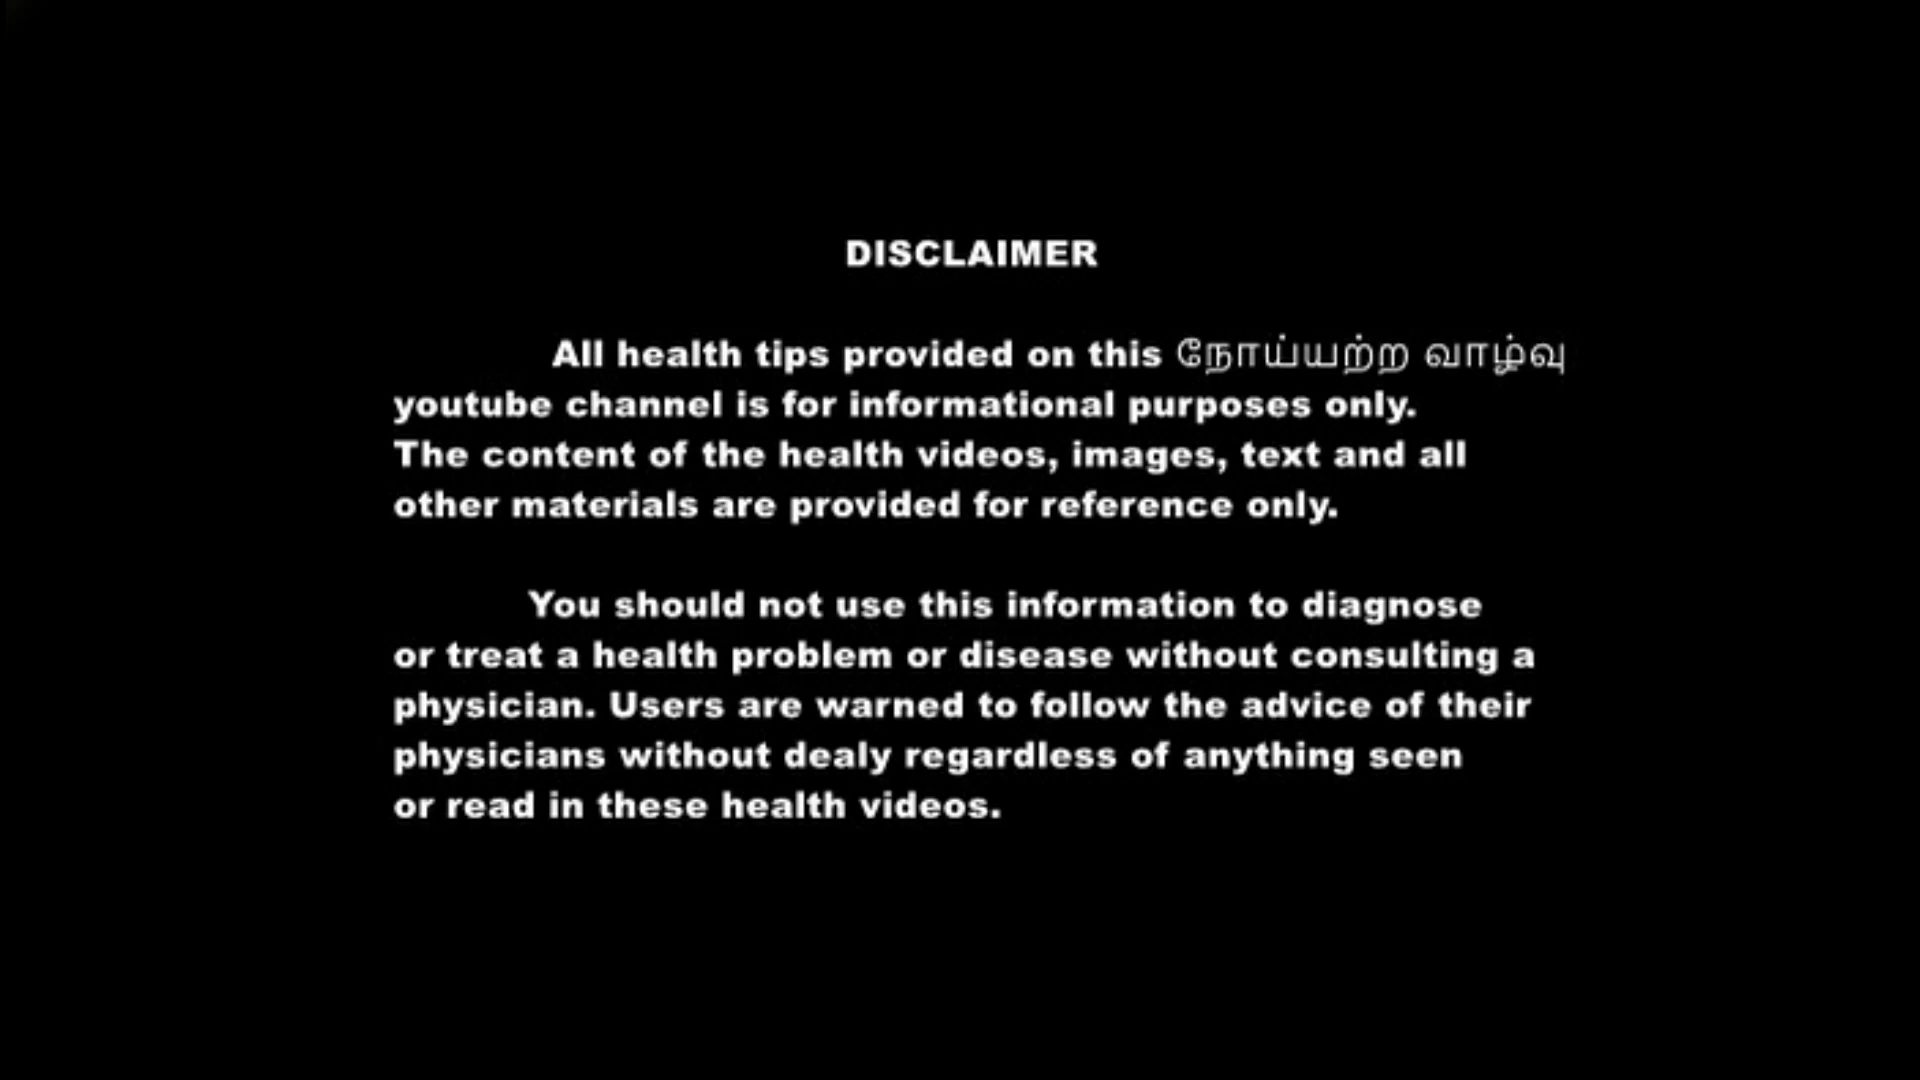 DISCLAIMER
All health tips provided on this நோய்யற்ற வாழ்வு
youtube channel is for informational purposes only.
The content of the health videos, images, text and all
other materials are provided for reference only.
You should not use this information to diagnose
or treat a health problem or disease without consulting a
physician. Users are warned to follow the advice of their
physicians without dealy regardless of anything seen
or read in these health videos.